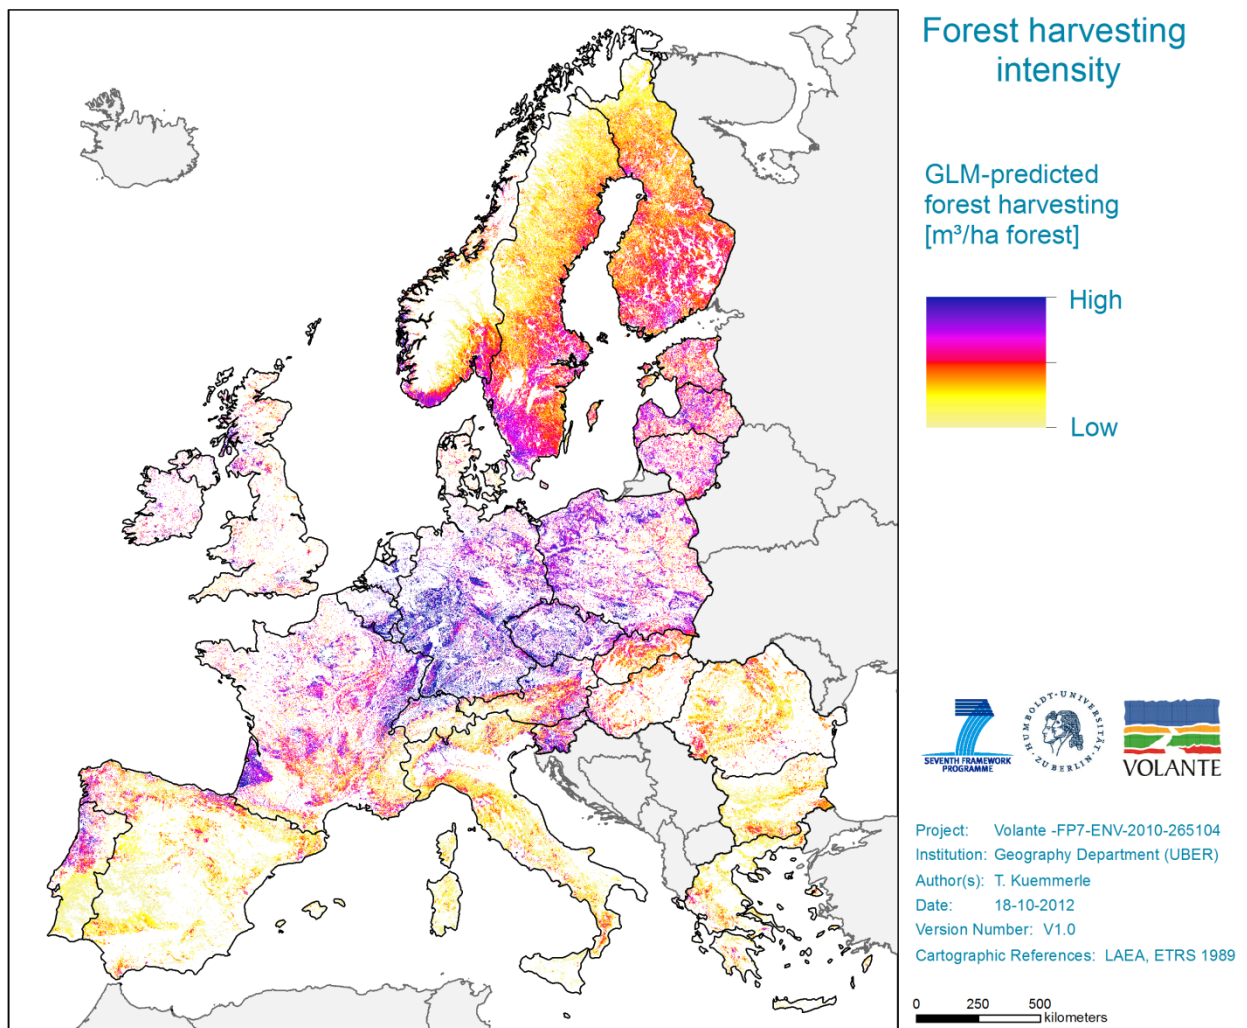 Forest harvesting
intensity
GLM-predicted
forest harvesting
[m³/ha forest]
High
Low
SEVENTH FRAMEWORK
PROGRAMME
HUMBOLDT-UNIVERSITÄT
ZU BERLIN
VOLANTE
Project: Volante -FP7-ENV-2010-265104
Institution: Geography Department (UBER)
Author(s): T. Kuemmerle
Date: 18-10-2012
Version Number: V1.0
Cartographic References: LAEA, ETRS 1989
0 250 500
kilometers